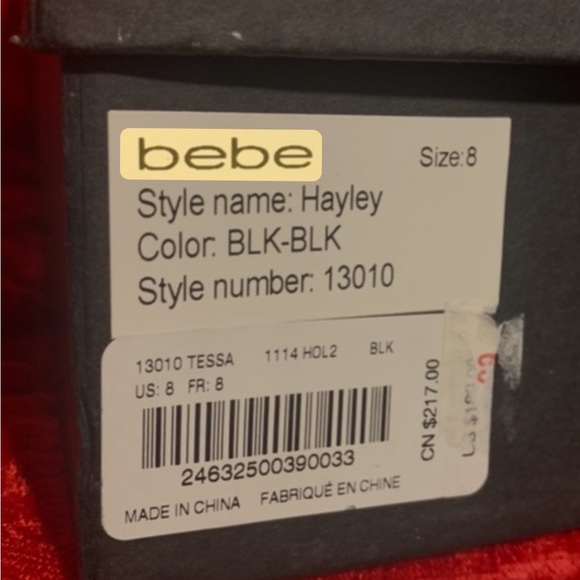 bebe
Size:8
Style name: Hayley
Color: BLK-BLK
Style number: 13010
13010 TESSA 1114 HOL2 BLK
US: 8 FR: 8
24632500390033
MADE IN CHINA FABRIQUÉ EN CHINE
CN $217.00